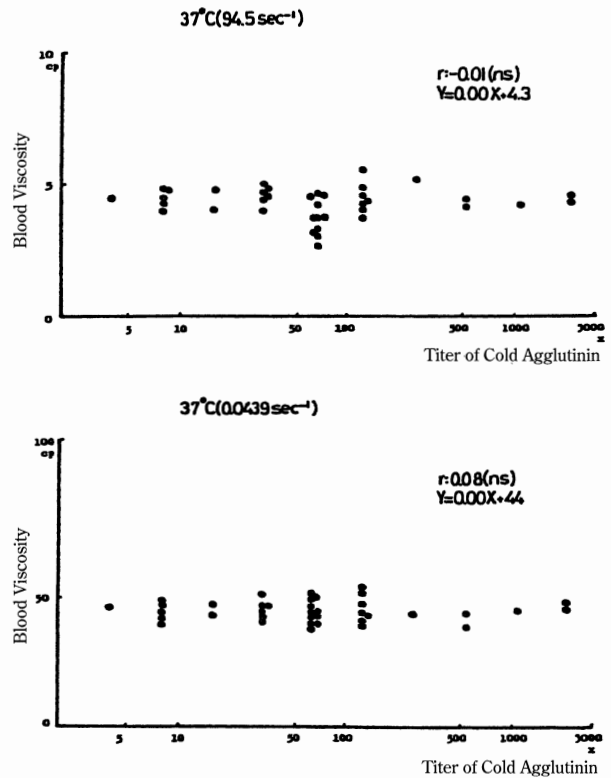 37°C(94.5 sec⁻¹)
10
cp
r:-0.01(ns)
Y=0.00X+4.3
Blood Viscosity
5
0
5 10 50 100 500 1000 3000
x
Titer of Cold Agglutinin
37°C(0.0439 sec⁻¹)
100
cp
r:0.08(ns)
Y=0.00X+44
Blood Viscosity
50
0
5 10 50 100 500 1000 3000
x
Titer of Cold Agglutinin